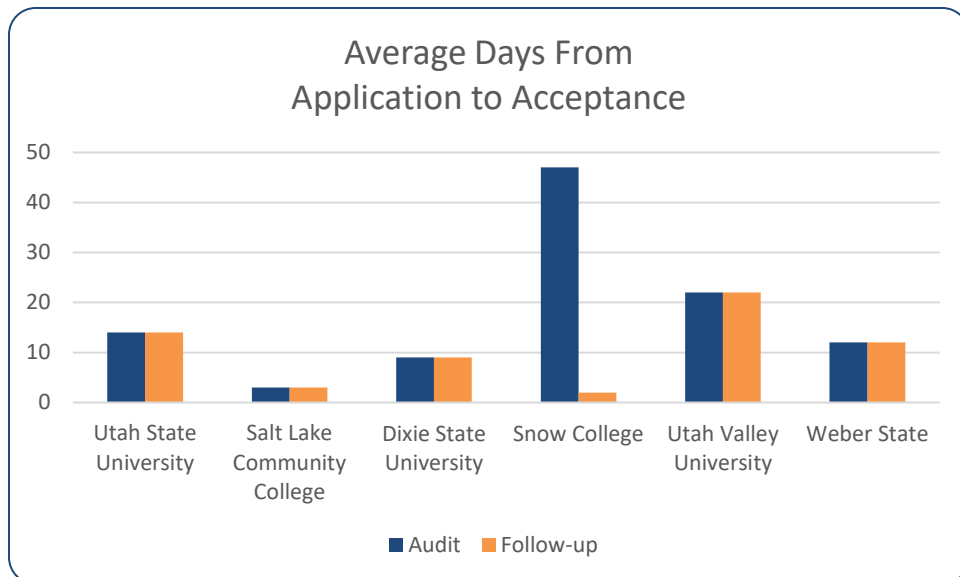 Average Days From
Application to Acceptance
50
40
30
20
10
0
Utah State
University
Salt Lake
Community
College
Dixie State
University
Snow College
Utah Valley
University
Weber State
Audit
Follow-up